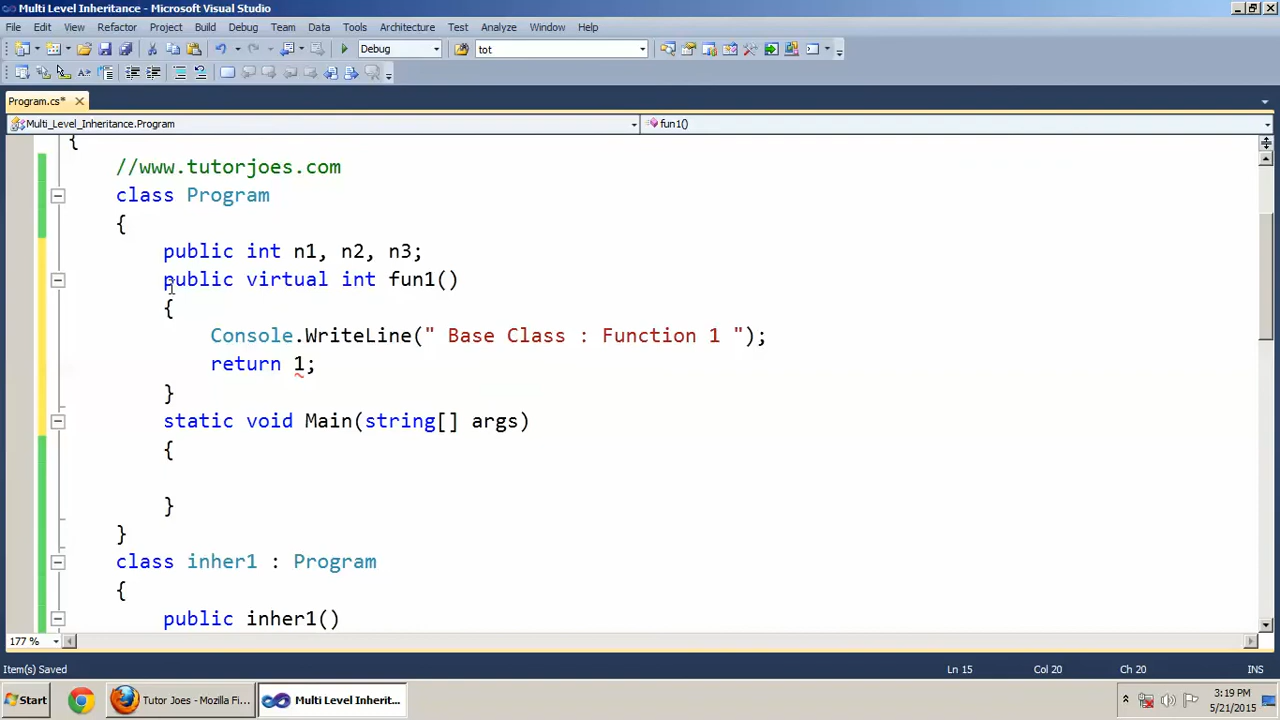 Multi Level Inheritance - Microsoft Visual Studio
File Edit View Refactor Project Build Debug Team Data Tools Architecture Test Analyze Window Help
Debug tot
Program.cs*
Multi_Level_Inheritance.Program fun1()
{
//www.tutorjoes.com
class Program
{
public int n1, n2, n3;
public virtual int fun1()
{
Console.WriteLine(" Base Class : Function 1 ");
return 1;
}
static void Main(string[] args)
{
}
}
class inher1 : Program
{
public inher1()
177 %
Item(s) Saved Ln 15 Col 20 Ch 20 INS
Start Tutor Joes - Mozilla Fi... Multi Level Inherit... 3:19 PM
5/21/2015